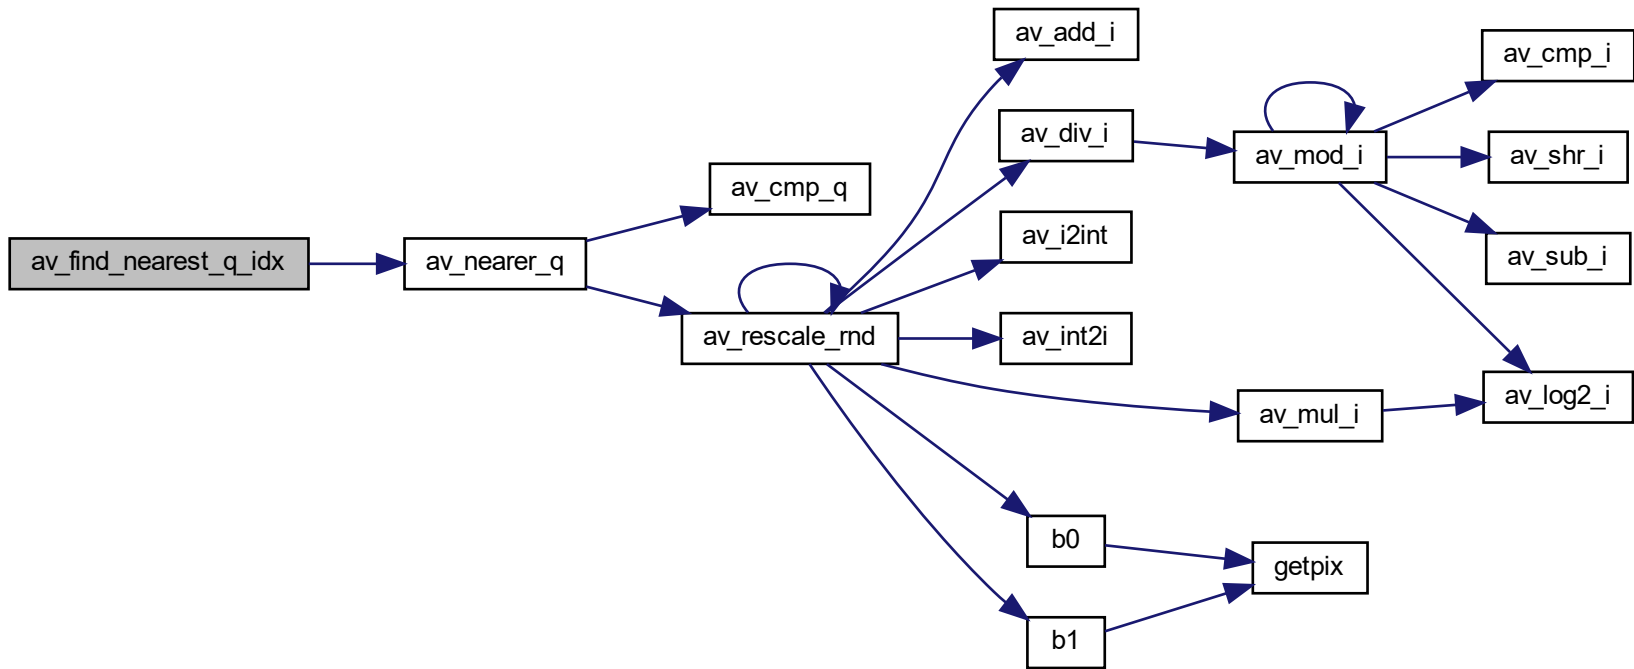 av_find_nearest_q_idx
av_nearer_q
av_cmp_q
av_rescale_rnd
av_add_i
av_div_i
av_i2int
av_int2i
av_mul_i
b0
b1
av_mod_i
getpix
av_cmp_i
av_shr_i
av_sub_i
av_log2_i